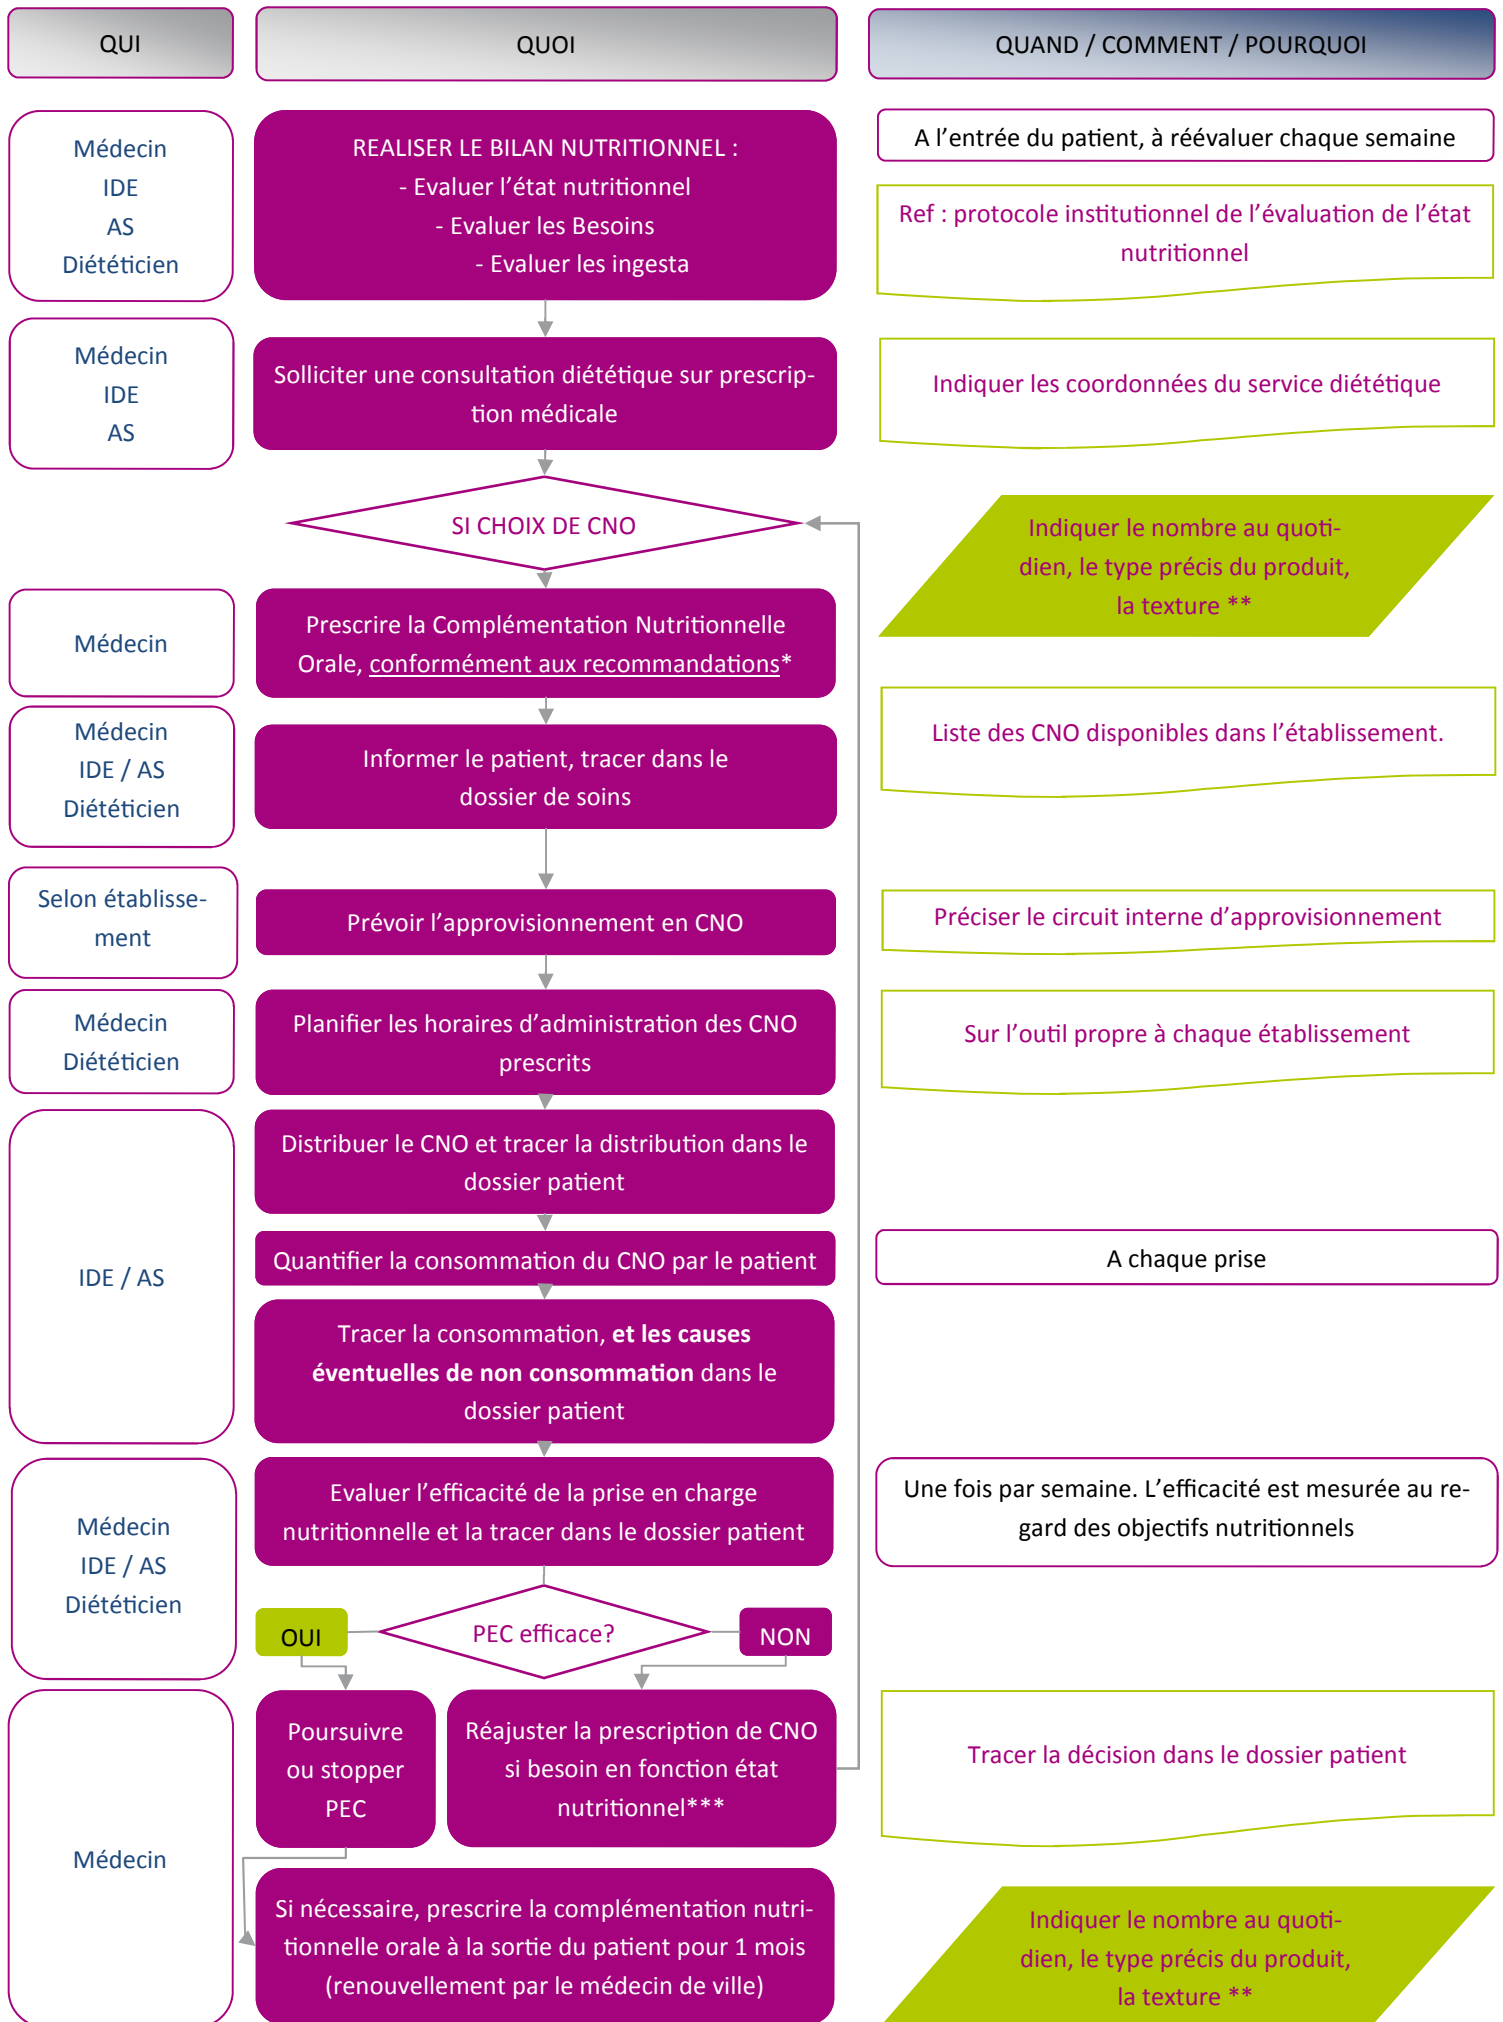 QUI
QUOI
QUAND / COMMENT / POURQUOI
Médecin
IDE
AS
Diététicien
REALISER LE BILAN NUTRITIONNEL :
- Evaluer l’état nutritionnel
- Evaluer les Besoins
- Evaluer les ingesta
A l’entrée du patient, à réévaluer chaque semaine
Ref : protocole institutionnel de l’évaluation de l’état
nutritionnel
Médecin
IDE
AS
Solliciter une consultation diététique sur prescrip-
tion médicale
Indiquer les coordonnées du service diététique
SI CHOIX DE CNO
Indiquer le nombre au quoti-
dien, le type précis du produit,
la texture **
Médecin
Prescrire la Complémentation Nutritionnelle
Orale, conformément aux recommandations*
Médecin
IDE / AS
Diététicien
Informer le patient, tracer dans le
dossier de soins
Liste des CNO disponibles dans l’établissement.
Selon établisse-
ment
Prévoir l’approvisionnement en CNO
Préciser le circuit interne d’approvisionnement
Médecin
Diététicien
Planifier les horaires d’administration des CNO
prescrits
Sur l’outil propre à chaque établissement
IDE / AS
Distribuer le CNO et tracer la distribution dans le
dossier patient
Quantifier la consommation du CNO par le patient
A chaque prise
Tracer la consommation, et les causes
éventuelles de non consommation dans le
dossier patient
Médecin
IDE / AS
Diététicien
Evaluer l’efficacité de la prise en charge
nutritionnelle et la tracer dans le dossier patient
Une fois par semaine. L’efficacité est mesurée au re-
gard des objectifs nutritionnels
OUI
PEC efficace?
NON
Médecin
Poursuivre
ou stopper
PEC
Réajuster la prescription de CNO
si besoin en fonction état
nutritionnel***
Tracer la décision dans le dossier patient
Si nécessaire, prescrire la complémentation nutri-
tionnelle orale à la sortie du patient pour 1 mois
(renouvellement par le médecin de ville)
Indiquer le nombre au quoti-
dien, le type précis du produit,
la texture **